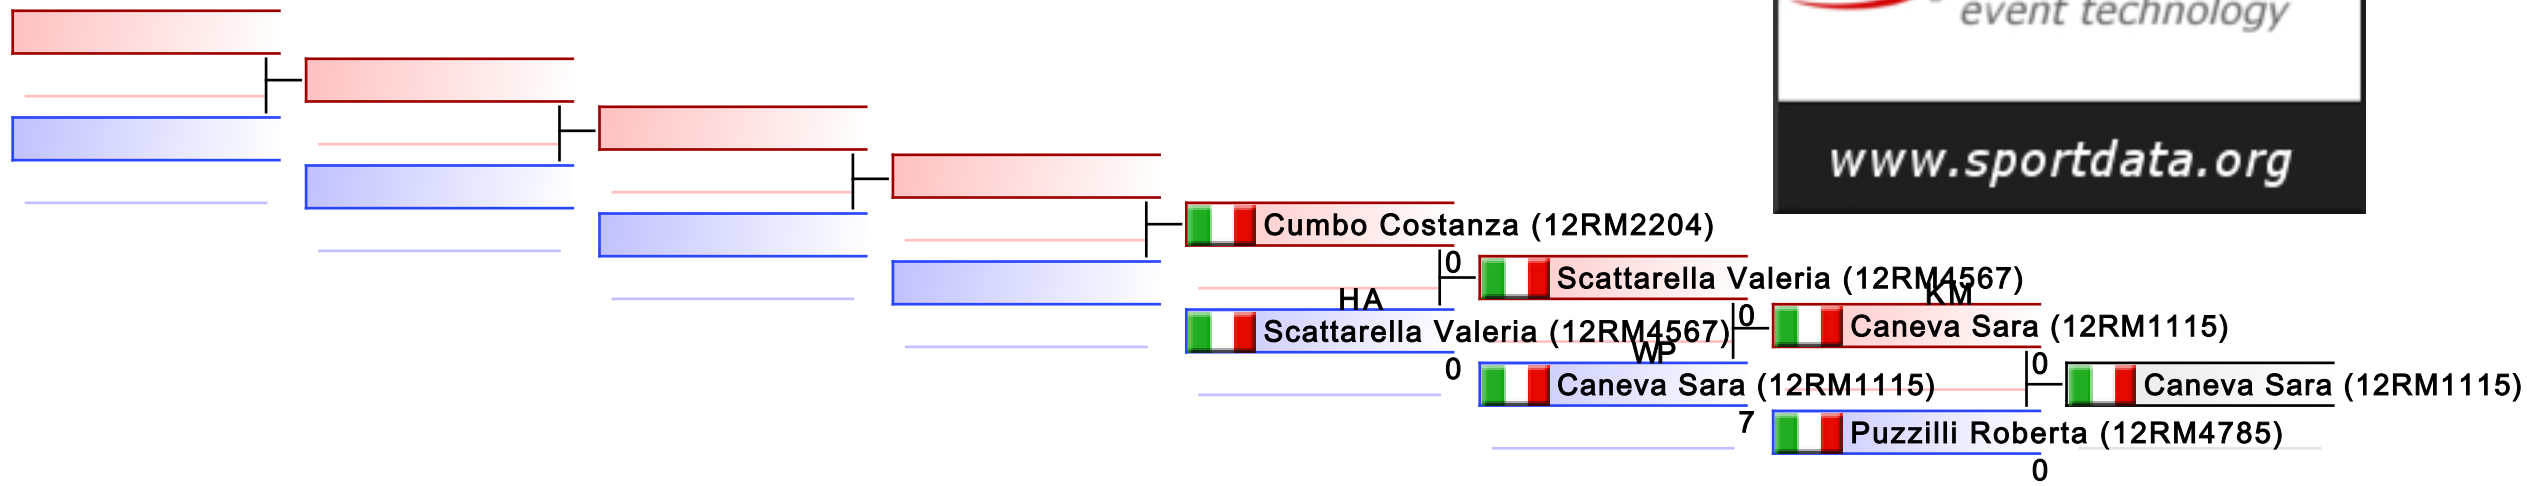 event technology
www.sportdata.org
Cumbo Costanza (12RM2204)
0
Scattarella Valeria (12RM4567)
HA
KM
Scattarella Valeria (12RM4567)
0
Caneva Sara (12RM1115)
WP
0
0
Caneva Sara (12RM1115)
Caneva Sara (12RM1115)
7
Puzzilli Roberta (12RM4785)
0